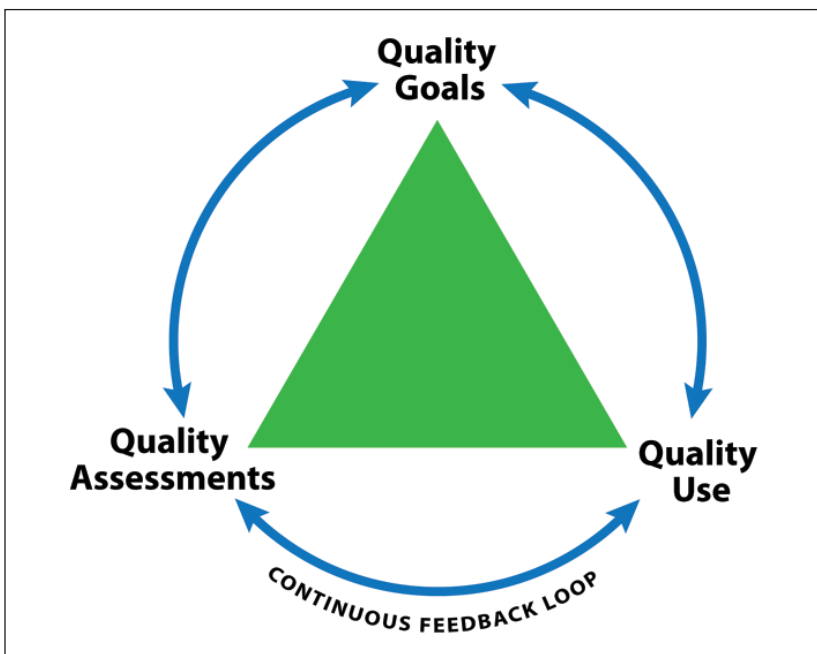 Quality
Goals
Quality
Assessments
Quality
Use
CONTINUOUS FEEDBACK LOOP